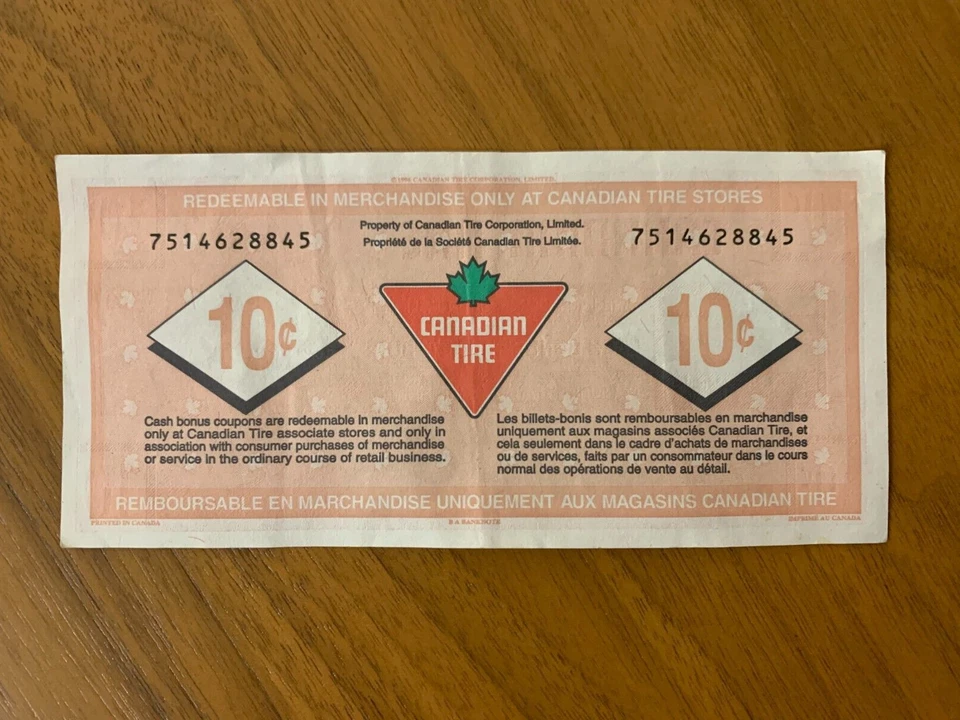 ©1996 CANADIAN TIRE CORPORATION, LIMITED.
REDEEMABLE IN MERCHANDISE ONLY AT CANADIAN TIRE STORES
Property of Canadian Tire Corporation, Limited.
Propriété de la Société Canadian Tire Limitée.
7514628845
7514628845
10¢
CANADIAN
TIRE
10¢
Cash bonus coupons are redeemable in merchandise
only at Canadian Tire associate stores and only in
association with consumer purchases of merchandise
or service in the ordinary course of retail business.
Les billets-bonis sont remboursables en marchandise
uniquement aux magasins associés Canadian Tire, et
cela seulement dans le cadre d'achats de marchandises
ou de services, faits par un consommateur dans le cours
normal des opérations de vente au détail.
REMBOURSABLE EN MARCHANDISE UNIQUEMENT AUX MAGASINS CANADIAN TIRE
PRINTED IN CANADA
B A BANKNOTE
IMPRIMÉ AU CANADA